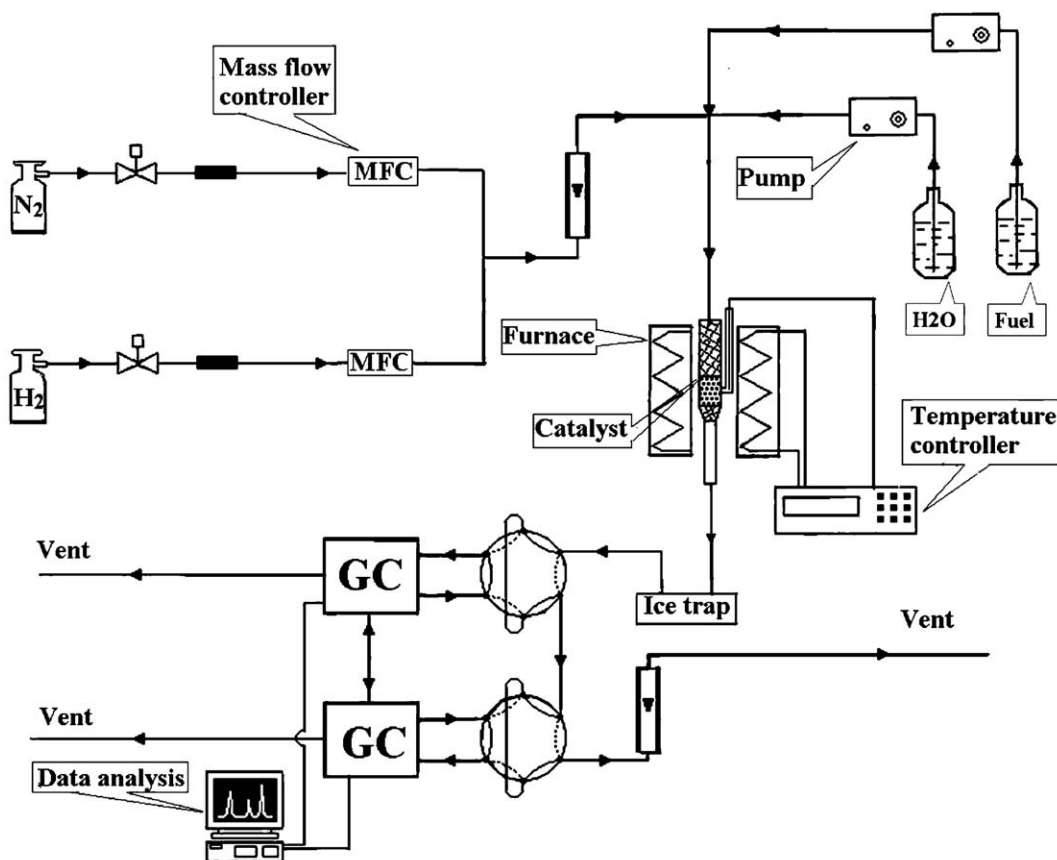 Mass flow
controller
N2
MFC
Pump
H2O
Fuel
H2
MFC
Furnace
Catalyst
Temperature
controller
Vent
GC
Ice trap
Vent
Vent
GC
Data analysis